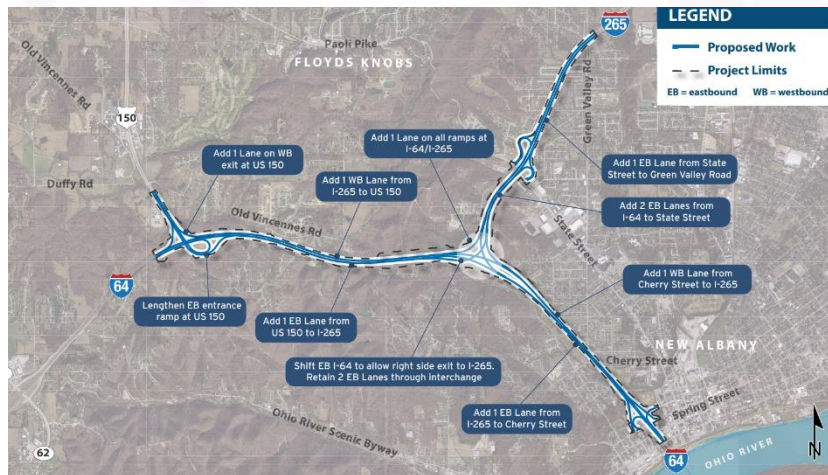 LEGEND
Proposed Work
Project Limits
EB = eastbound WB = westbound
265
Paoli Pike
FLOYDS KNOBS
Old Vincennes Rd
Green Valley Rd
150
Add 1 Lane on WB
exit at US 150
Add 1 Lane on all ramps at
I-64/I-265
Add 1 WB Lane from
I-265 to US 150
Add 1 EB Lane from State
Street to Green Valley Road
Duffy Rd
Add 2 EB Lanes from
I-64 to State Street
Old Vincennes Rd
State Street
64
Add 1 WB Lane from
Cherry Street to I-265
Lengthen EB entrance
ramp at US 150
Add 1 EB Lane from
US 150 to I-265
Shift EB I-64 to allow right side exit to I-265.
Retain 2 EB Lanes through interchange
NEW ALBANY
Cherry Street
Add 1 EB Lane from
I-265 to Cherry Street
Spring Street
Ohio River Scenic Byway
62
64
OHIO RIVER
N